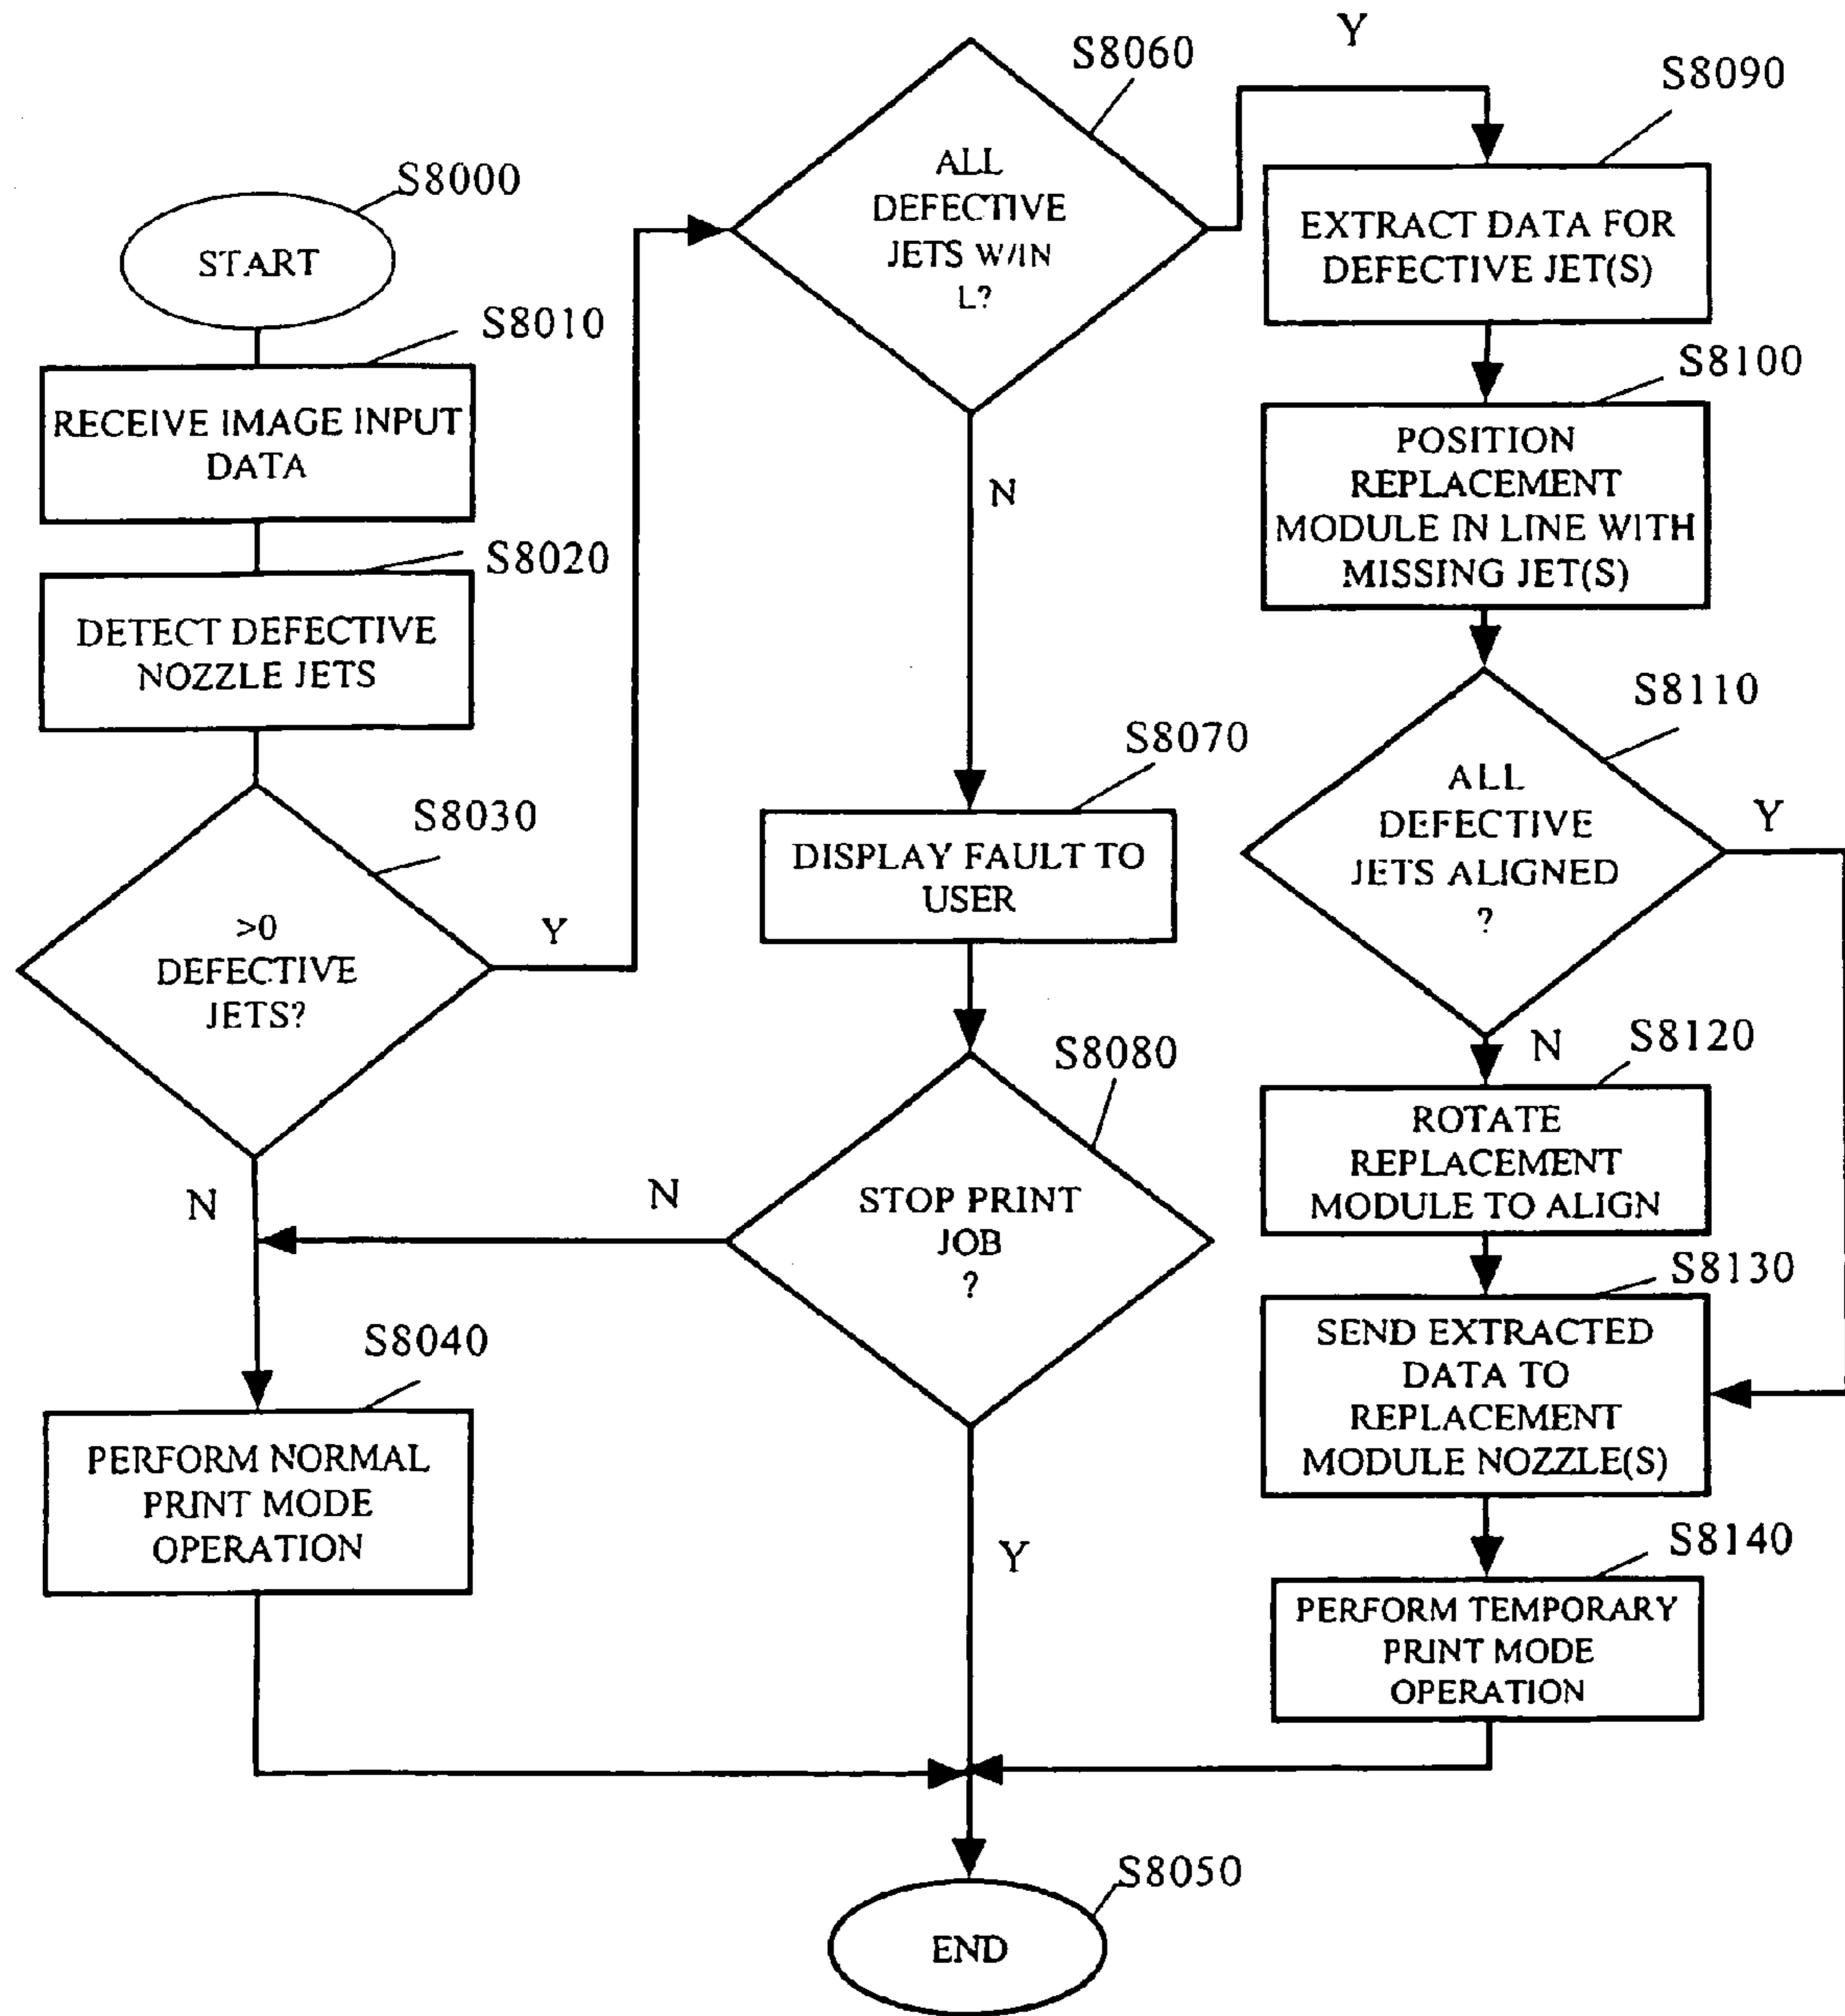 S8000
START
S8010
RECEIVE IMAGE INPUT
DATA
S8020
DETECT DEFECTIVE
NOZZLE JETS
S8030
>0
DEFECTIVE
JETS?
Y
N
S8040
PERFORM NORMAL
PRINT MODE
OPERATION
S8060
ALL
DEFECTIVE
JETS W/IN
L?
Y
N
S8070
DISPLAY FAULT TO
USER
S8080
STOP PRINT
JOB
?
N
Y
S8050
END
S8090
EXTRACT DATA FOR
DEFECTIVE JET(S)
S8100
POSITION
REPLACEMENT
MODULE IN LINE WITH
MISSING JET(S)
S8110
ALL
DEFECTIVE
JETS ALIGNED
?
Y
N
S8120
ROTATE
REPLACEMENT
MODULE TO ALIGN
S8130
SEND EXTRACTED
DATA TO
REPLACEMENT
MODULE NOZZLE(S)
S8140
PERFORM TEMPORARY
PRINT MODE
OPERATION